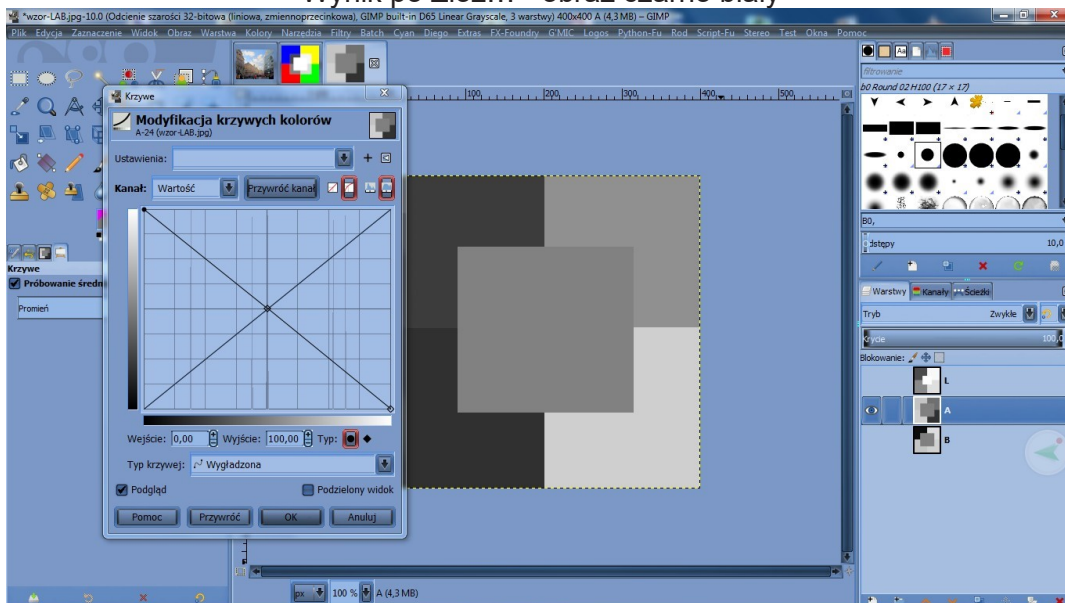 Wynik po złożm - obraz czarno-biały
*wzor-LAB.jpg-10.0 (Odcienie szarości 32-bitowa (liniowa, zmiennoprzecinkowa), GIMP built-in D65 Linear Grayscale, 3 warstwy) 400x400 A (4,3 MB) – GIMP
Plik Edycja Zaznaczenie Widok Obraz Warstwa Kolory Narzędzia Filtry Batch Cyan Diego Extras FX-Foundry G'MIC Logos Python-Fu Rod Script-Fu Stereo Test Okna Pomoc
Aa
filtrowanie
b0 Round 02 H100 (17 × 17)
100 200 300 400 500
Krzywe
Modyfikacja krzywych kolorów
A-24 (wzor-LAB.jpg)
Ustawienia:
Kanał: Wartość Przywróć kanał
B0,
dstępy 10,0
Krzywe
Próbowanie średn
Promień
Warstwy Kanały Ścieżki
Tryb Zwykłe
Krycie 100,0
Blokowanie:
L
A
B
Wejście: 0,00 Wyjście: 100,00 Typ:
Typ krzywej: Wygładzona
Podgląd Podzielony widok
Pomoc Przywróć OK Anuluj
px 100 % A (4,3 MB)